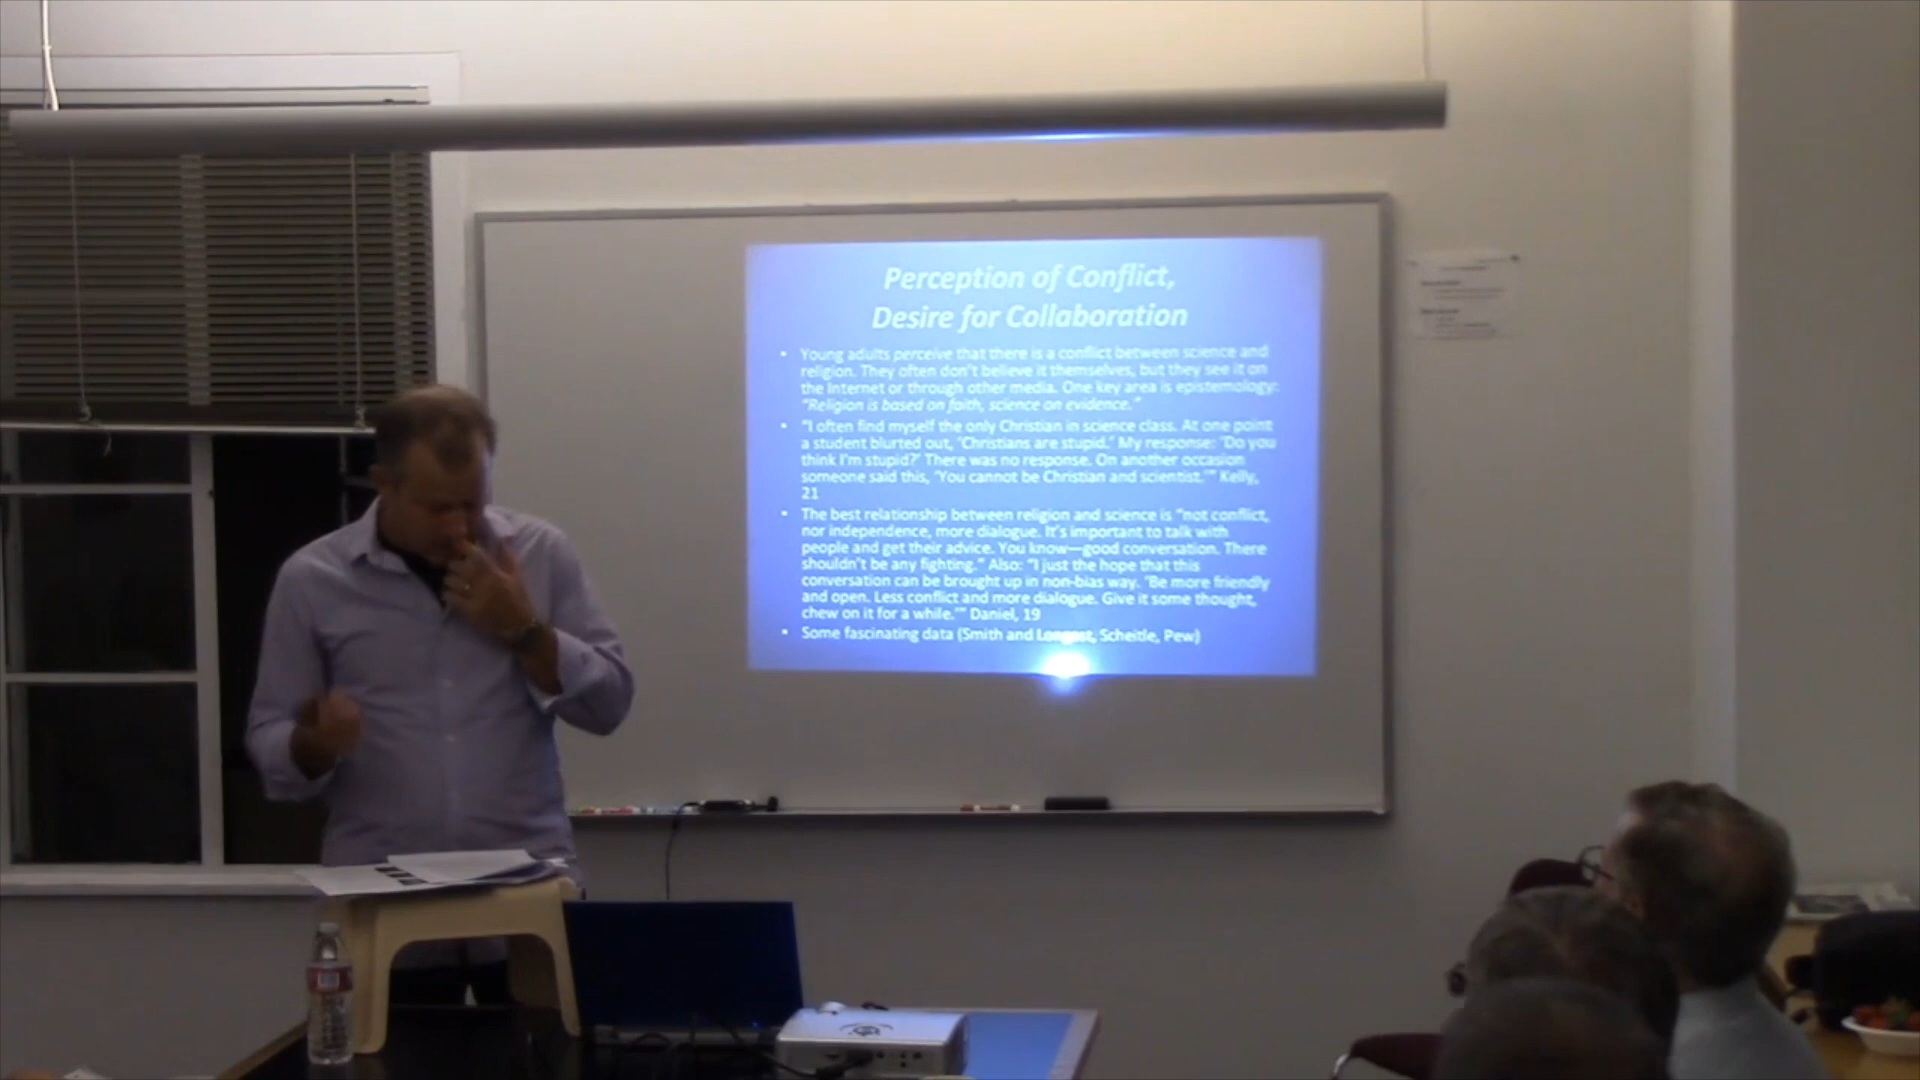 Perception of Conflict,
Desire for Collaboration
• Young adults perceive that there is a conflict between science and
religion. They often don't believe it themselves, but they see it on
the Internet or through other media. One key area is epistemology:
"Religion is based on faith, science on evidence."
• "I often find myself the only Christian in science class. At one point
a student blurted out, 'Christians are stupid.' My response: 'Do you
think I'm stupid?' There was no response. On another occasion
someone said this, 'You cannot be Christian and scientist.'" Kelly,
21
• The best relationship between religion and science is "not conflict,
nor independence, more dialogue. It's important to talk with
people and get their advice. You know—good conversation. There
shouldn't be any fighting." Also: "I just the hope that this
conversation can be brought up in non-bias way. 'Be more friendly
and open. Less conflict and more dialogue. Give it some thought,
chew on it for a while.'" Daniel, 19
• Some fascinating data (Smith and Longest, Scheitle, Pew)